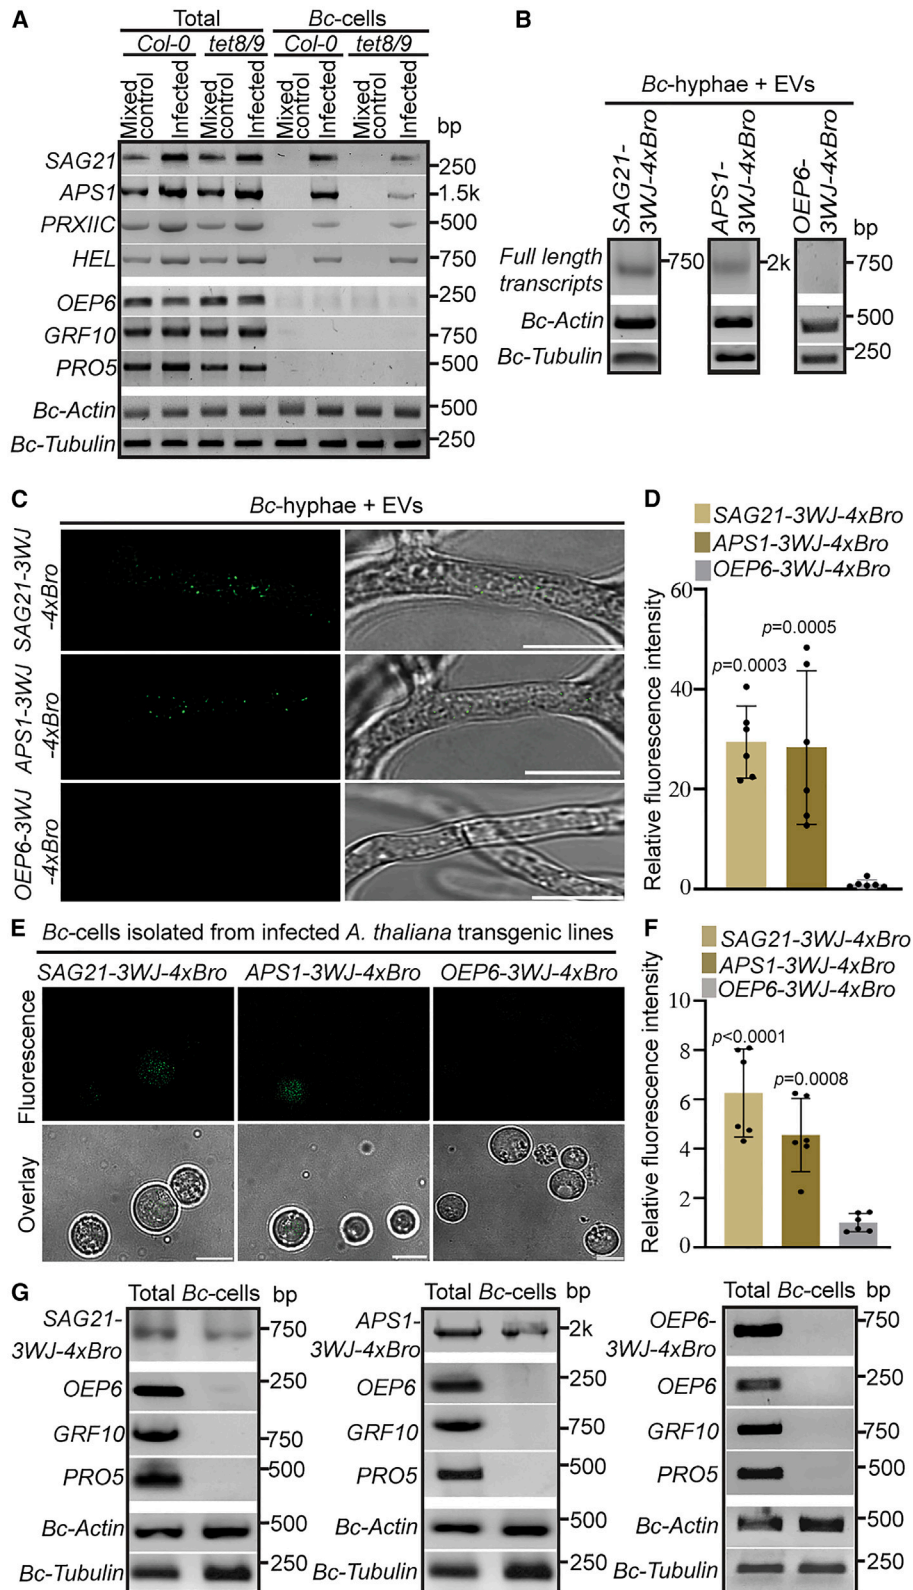 A
Total
Bc-cells
Col-0 tet8/9 Col-0 tet8/9
Mixed control Infected Mixed control Infected Mixed control Infected Mixed control Infected
bp
SAG21 250
APS1 1.5k
PRXIIC 500
HEL 750
OEP6 250
GRF10 750
PRO5 500
Bc-Actin 500
Bc-Tubulin 250
B
Bc-hyphae + EVs
SAG21-3WJ-4xBro
APS1-3WJ-4xBro
OEP6-3WJ-4xBro
bp
Full length transcripts 750 2k 750
Bc-Actin 500
Bc-Tubulin 250
C
Bc-hyphae + EVs
SAG21-3WJ-4xBro
APS1-3WJ-4xBro
OEP6-3WJ-4xBro
D
SAG21-3WJ-4xBro
APS1-3WJ-4xBro
OEP6-3WJ-4xBro
Relative fluorescence intensity
60
40
20
0
p=0.0003
p=0.0005
E
Bc-cells isolated from infected A. thaliana transgenic lines
SAG21-3WJ-4xBro APS1-3WJ-4xBro OEP6-3WJ-4xBro
Fluorescence
Overlay
F
SAG21-3WJ-4xBro
APS1-3WJ-4xBro
OEP6-3WJ-4xBro
Relative fluorescence intensity
10
8
6
4
2
0
p<0.0001
p=0.0008
G
Total Bc-cells bp
SAG21-3WJ-4xBro 750
OEP6 250
GRF10 750
PRO5 500
Bc-Actin 500
Bc-Tubulin 250
Total Bc-cells bp
APS1-3WJ-4xBro 2k
OEP6 250
GRF10 750
PRO5 500
Bc-Actin 500
Bc-Tubulin 250
Total Bc-cells bp
OEP6-3WJ-4xBro 750
OEP6 250
GRF10 750
PRO5 500
Bc-Actin 500
Bc-Tubulin 250